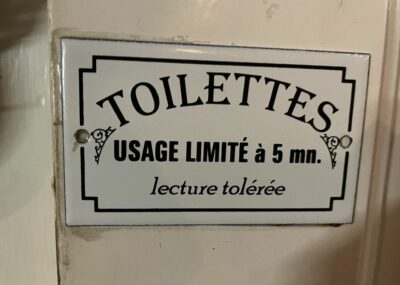 TOILETTES
USAGE LIMITÉ à 5 mn.
lecture tolérée